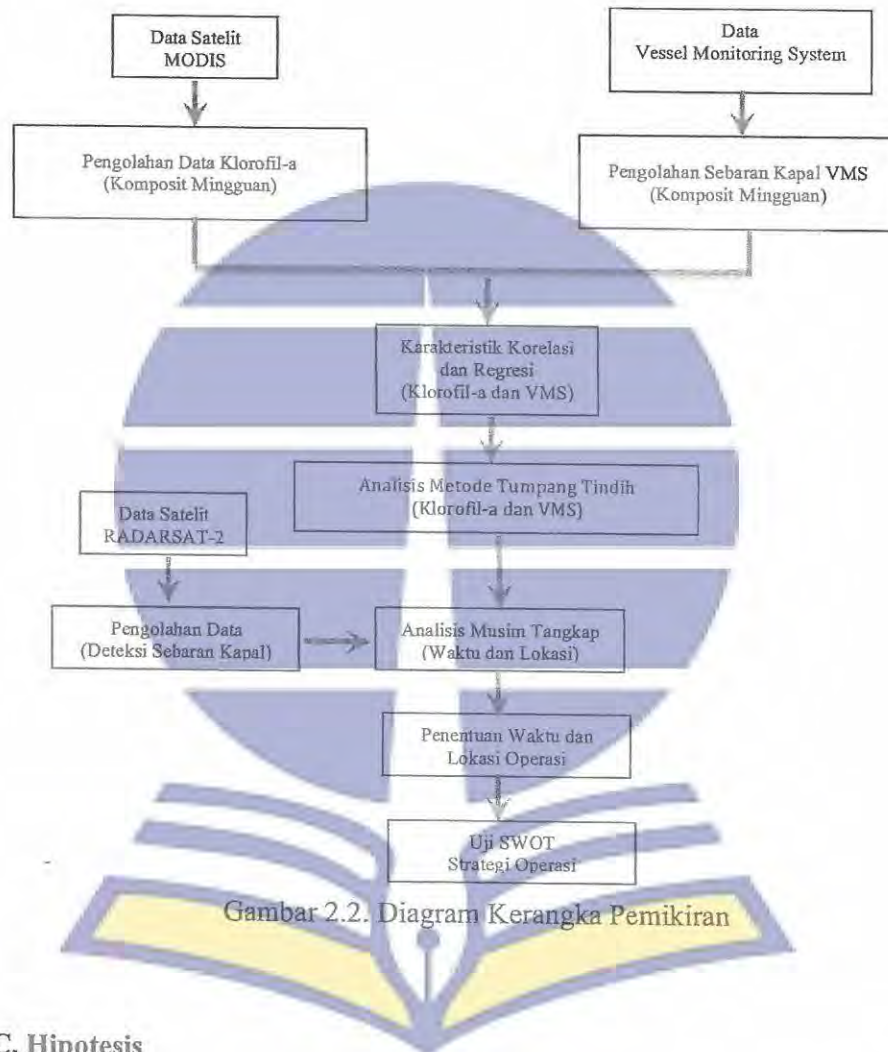 Data Satelit
MODIS
Data
Vessel Monitoring System
Pengolahan Data Klorofil-a
(Komposit Mingguan)
Pengolahan Sebaran Kapal VMS
(Komposit Mingguan)
Karakteristik Korelasi
dan Regresi
(Klorofil-a dan VMS)
Analisis Metode Tumpang Tindih
(Klorofil-a dan VMS)
Data Satelit
RADARSAT-2
Pengolahan Data
(Deteksi Sebaran Kapal)
Analisis Musim Tangkap
(Waktu dan Lokasi)
Penentuan Waktu dan
Lokasi Operasi
Uji SWOT
Strategi Operasi
Gambar 2.2. Diagram Kerangka Pemikiran
C. Hipotesis